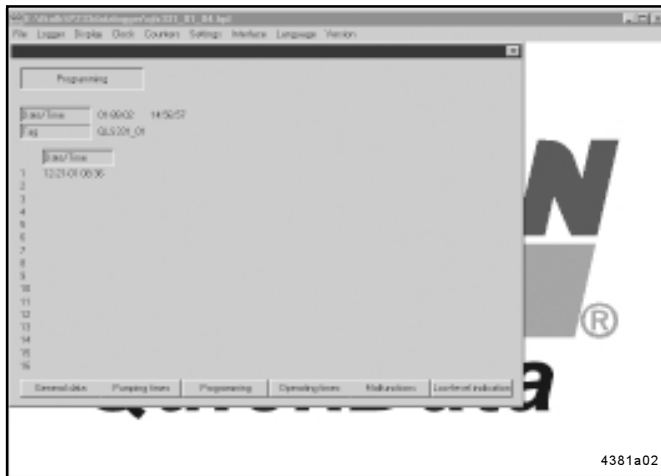 File Logger Display Clock Counters Settings Interface Language Version
Programming
Date/Time 01-09-02 14:56:57
Tag QLS331_01
Date/Time
1 12-21-01 08:36
2
3
4
5
6
7
8
9
10
11
12
13
14
15
16
General data Pumping times Programming Operating times Malfunctions Low-level indication
®
4381a02